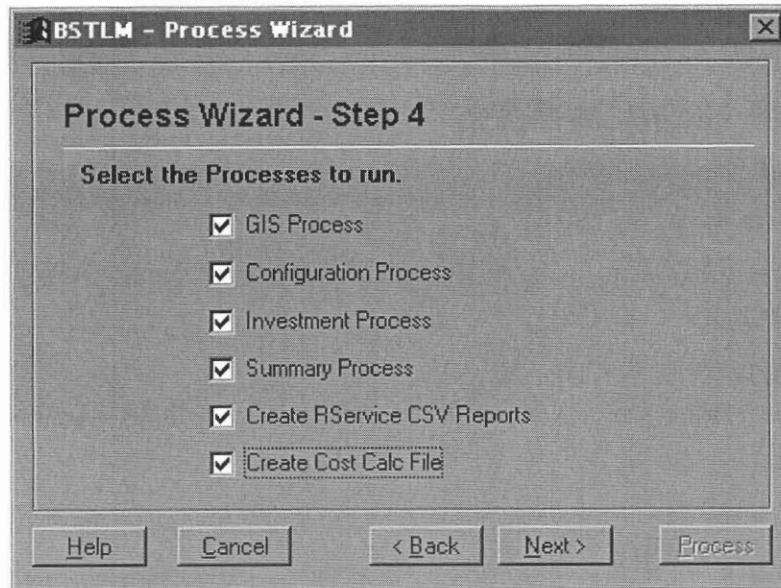 BSTLM - Process Wizard
Process Wizard - Step 4
Select the Processes to run.
GIS Process
Configuration Process
Investment Process
Summary Process
Create RService CSV Reports
Create Cost Calc File
Help Cancel < Back Next > Process